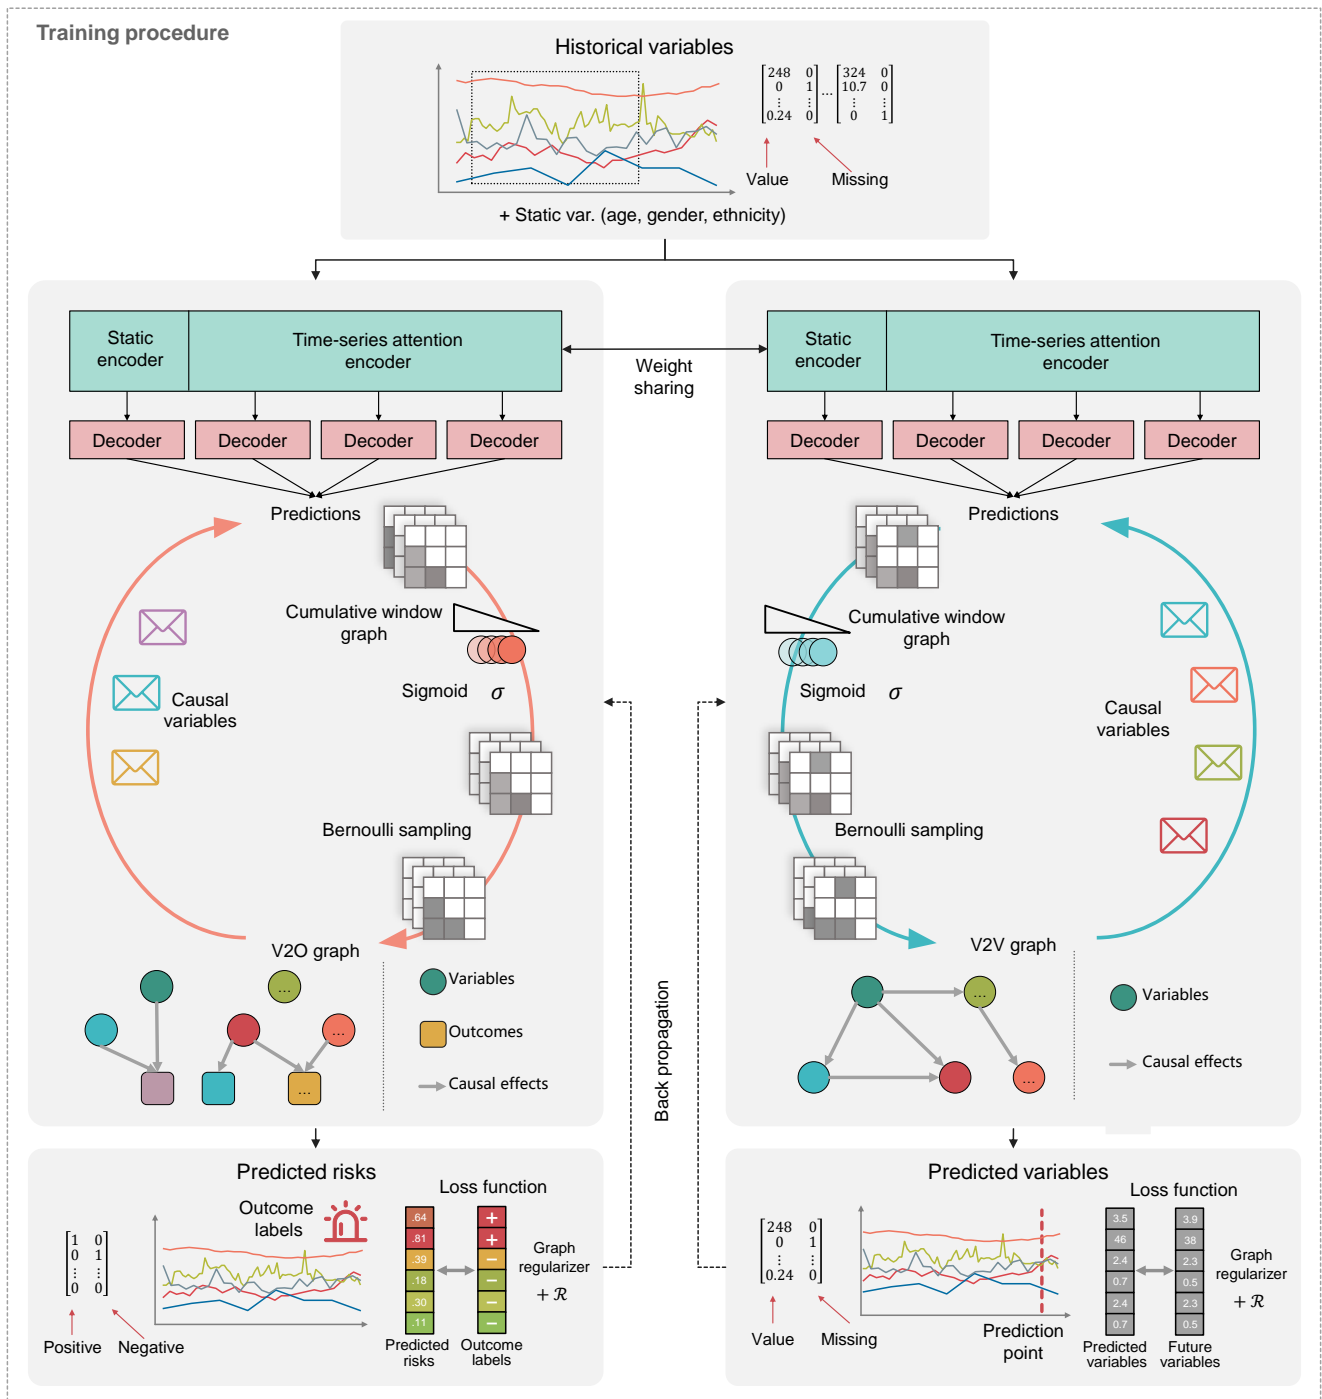 Training procedure
Historical variables
248 0
0 1
⋮ ⋮
0.24 0
...
324 0
10.7 0
⋮ ⋮
0 1
Value
Missing
+ Static var. (age, gender, ethnicity)
Static
encoder
Time-series attention
encoder
Weight
sharing
Static
encoder
Time-series attention
encoder
Decoder
Decoder
Decoder
Decoder
Decoder
Decoder
Decoder
Decoder
Predictions
Cumulative window
graph
Sigmoid σ
Causal
variables
Bernoulli sampling
V2O graph
...
...
...
Variables
Outcomes
Causal effects
Predictions
Cumulative window
graph
Sigmoid σ
Causal
variables
Bernoulli sampling
V2V graph
...
...
Variables
Causal effects
Back propagation
Predicted risks
1 0
0 1
⋮ ⋮
0 0
Positive
Negative
Outcome
labels
Loss function
.64
.81
.39
.18
.30
.11
+
+
−
−
−
−
Predicted
risks
Outcome
labels
Graph
regularizer
+ ℛ
Predicted variables
248 0
0 1
⋮ ⋮
0.24 0
Value
Missing
Prediction
point
Loss function
3.5
46
2.4
0.7
2.4
0.7
3.9
38
2.3
0.5
2.3
0.5
Predicted
variables
Future
variables
Graph
regularizer
+ ℛ